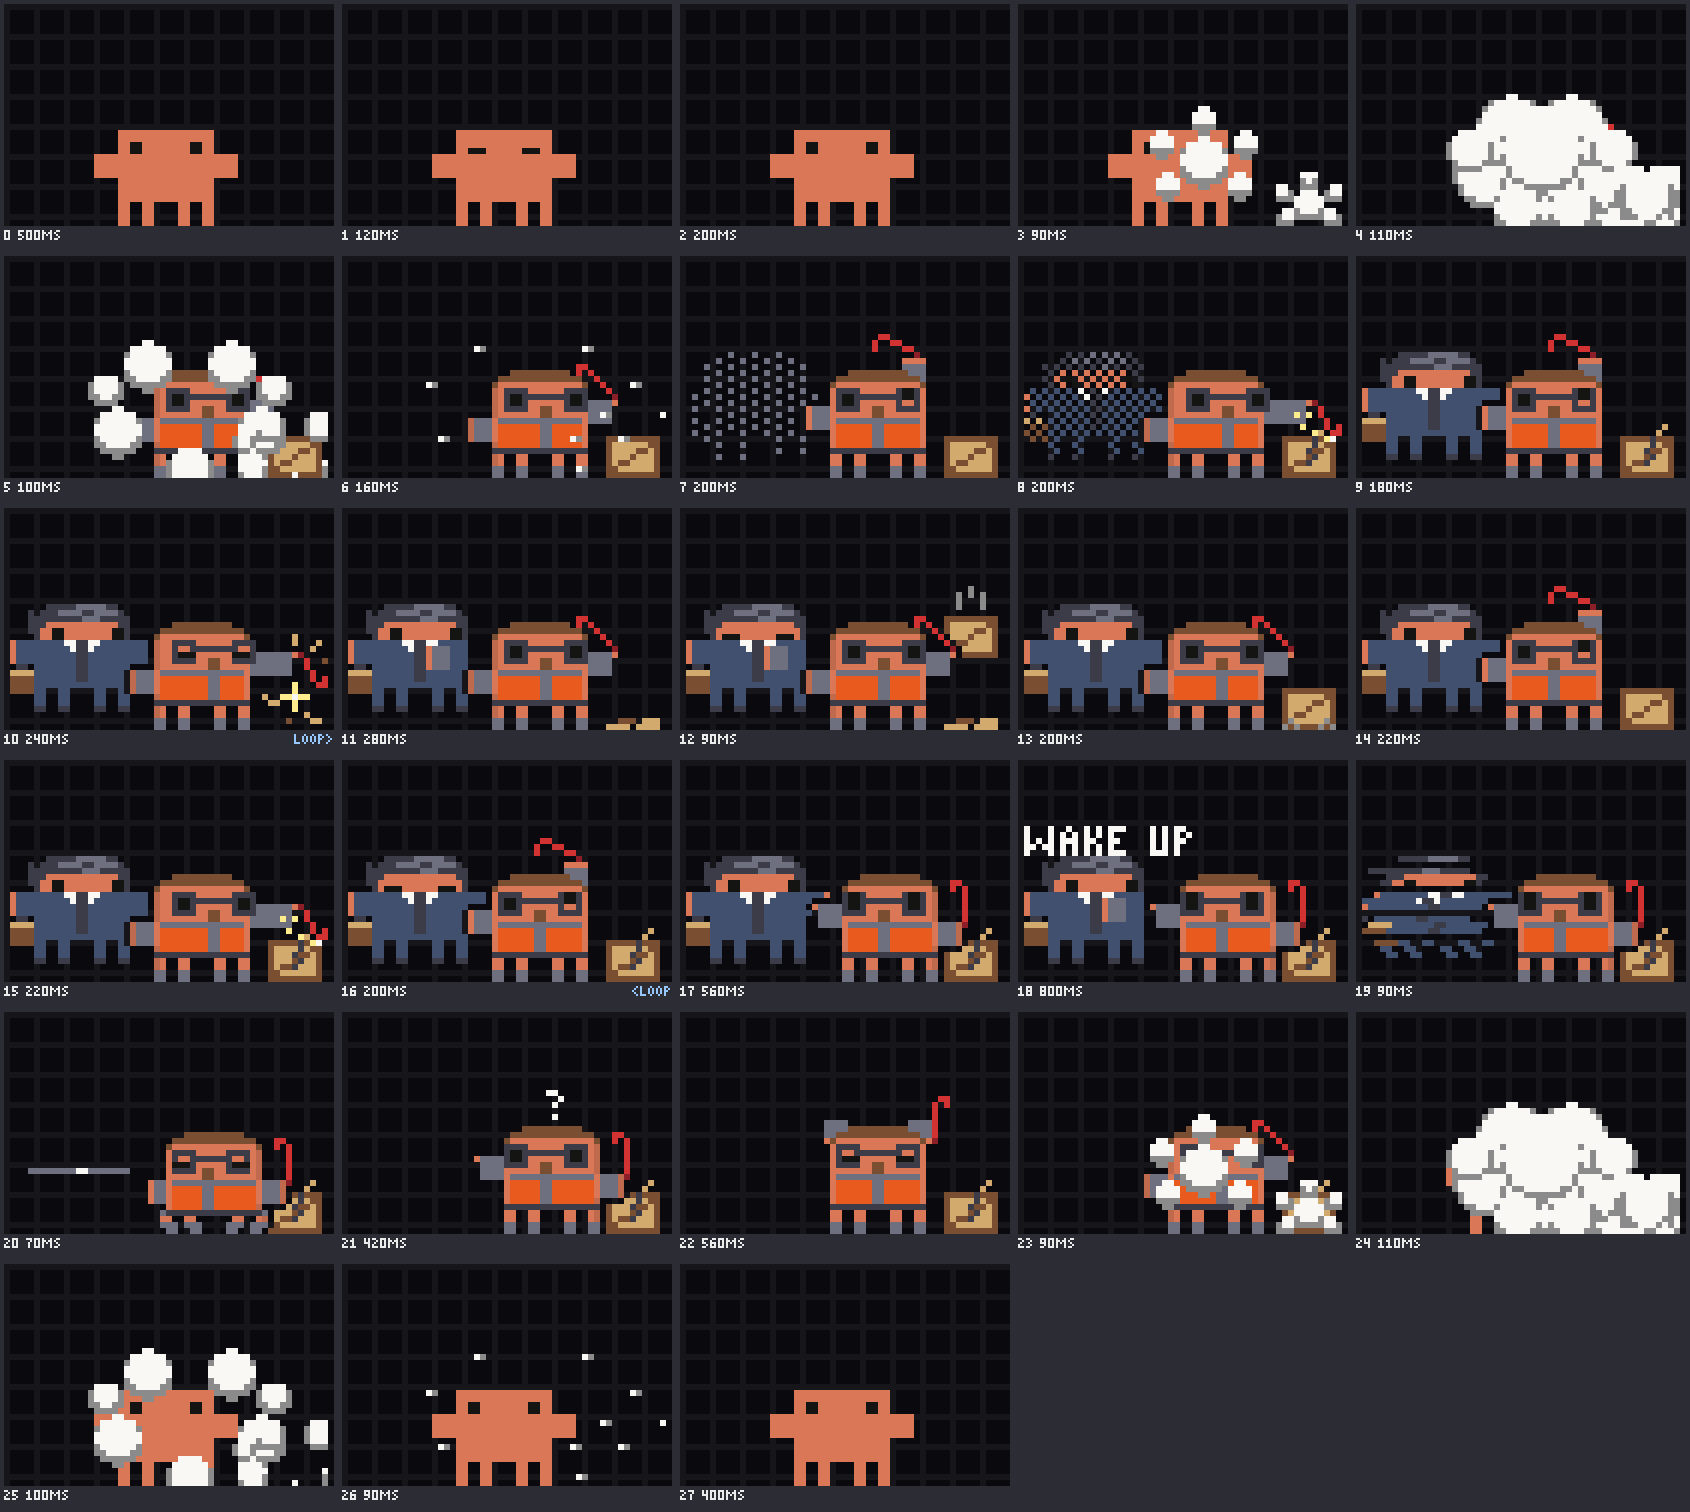 0 500MS
1 120MS
2 200MS
3 90MS
4 110MS
5 100MS
6 160MS
7 200MS
8 200MS
9 180MS
10 240MS LOOP>
11 280MS
12 90MS
13 200MS
14 220MS
WAKE UP
15 220MS
16 200MS <LOOP
17 560MS
18 800MS
19 90MS
?
20 70MS
21 420MS
22 560MS
23 90MS
24 110MS
25 100MS
26 90MS
27 400MS